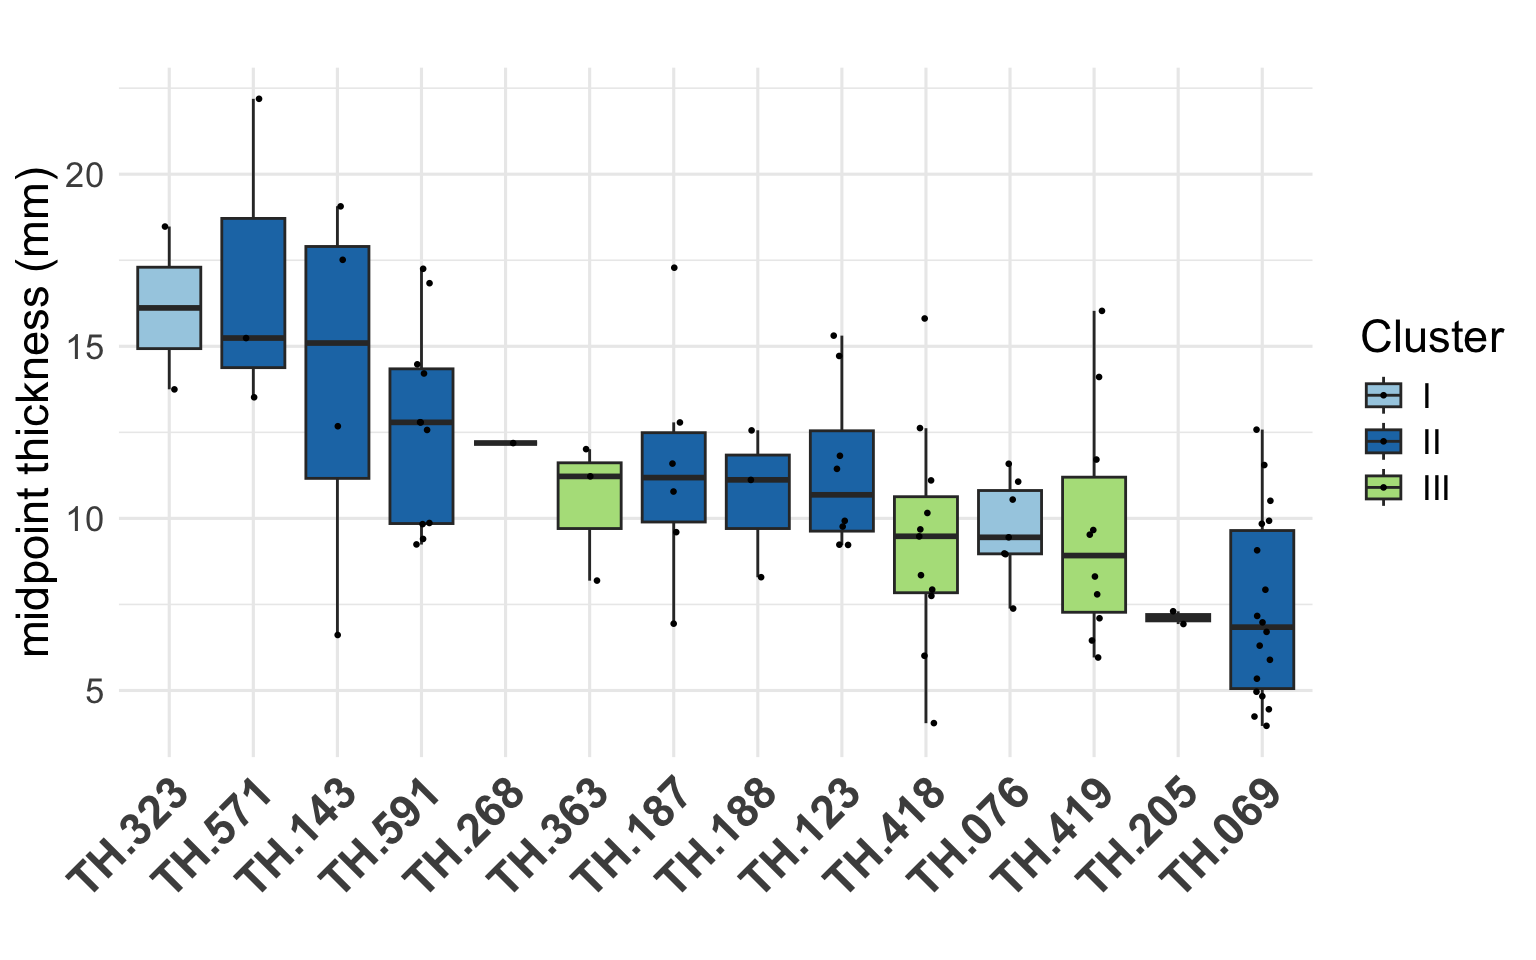 midpoint thickness (mm)
20
15
10
5
TH.323
TH.571
TH.143
TH.591
TH.268
TH.363
TH.187
TH.188
TH.123
TH.418
TH.076
TH.419
TH.205
TH.069
Cluster
I
II
III